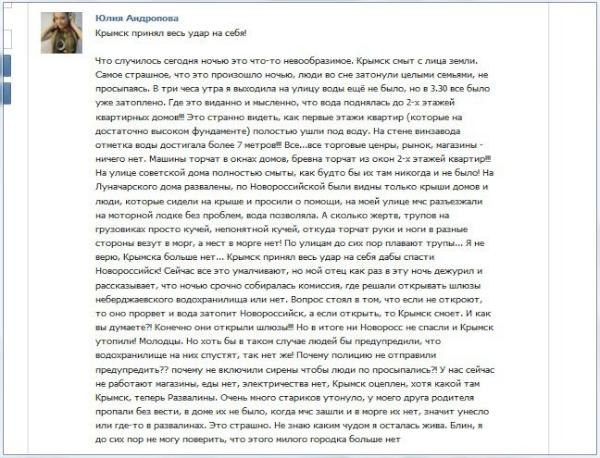 Юлия Андропова
Крымск принял весь удар на себя!
Что случилось сегодня ночью это что-то невообразимое. Крымск смыт с лица земли.
Самое страшное, что это произошло ночью, люди во сне затонули целыми семьями, не
просыпаясь. В три чеса утра я выходила на улицу воды ещё не было, но в 3.30 все было
уже затоплено. Где это виданно и мысленно, что вода поднялась до 2-х этажей
квартирных домов!!! Это странно видеть, как первые этажи квартир (которые на
достаточно высоком фундаменте) полостью ушли под воду. На стене винзавода
отметка воды достигала более 7 метров!!! Все...все торговые ценры, рынок, магазины -
ничего нет. Машины торчат в окнах домов, бревна торчат из окон 2-х этажей квартир!!!
На улице советской дома полностью смыты, как будто бы их там никогда и не было! На
Луначарского дома развалены, по Новороссийской были видны только крыши домов и
люди, которые сидели на крыше и просили о помощи, на моей улице мчс разъезжали
на моторной лодке без проблем, вода позволяла. А сколько жертв, трупов на
грузовиках просто кучей, непонятной кучей, откуда торчат руки и ноги в разные
стороны везут в морг, а мест в морге нет! По улицам до сих пор плавают трупы... Я не
верю, Крымска больше нет... Крымск принял весь удар на себя дабы спасти
Новороссийск! Сейчас все это умалчивают, но мой отец как раз в эту ночь дежурил и
рассказывает, что ночью срочно собиралась комиссия, где решали открывать шлюзы
неберджаевского водохранилища или нет. Вопрос стоял в том, что если не откроют,
то оно прорвет и вода затопит Новороссийск, а если открыть, то Крымск смоет. И как
вы думаете?! Конечно они открыли шлюзы!!! Но в итоге ни Новоросс не спасли и Крымск
утопили! Молодцы. Но хоть бы в таком случае людей бы предупредили, что
водохранилище на них спустят, так нет же! Почему полицию не отправили
предупредить?? почему не включили сирены чтобы люди по просыпались?! У нас сейчас
не работают магазины, еды нет, электричества нет, Крымск оцеплен, хотя какой там
Крымск, теперь Развалины. Очень много стариков утонуло, у моего друга родителя
пропали без вести, в доме их не было, когда мчс зашли и в морге их нет, значит унесло
или где-то в развалинах. Это страшно. Не знаю каким чудом я осталась жива. Блин, я
до сих пор не могу поверить, что этого милого городка больше нет